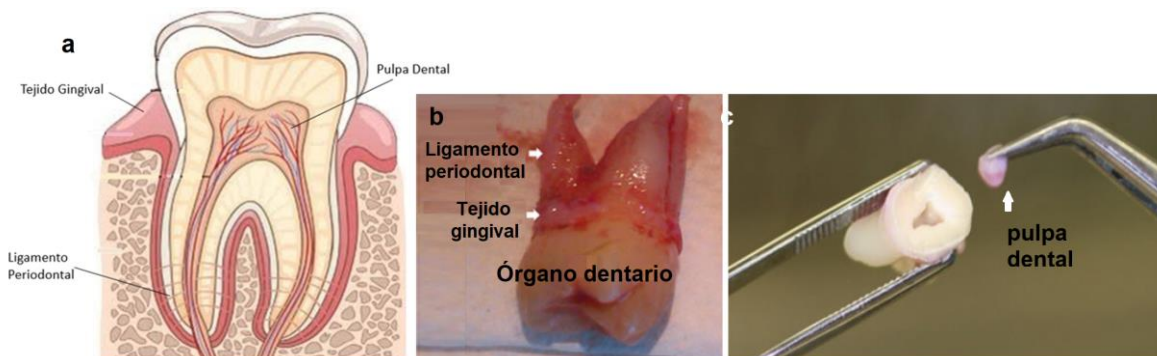 a
Tejido Gingival
Pulpa Dental
Ligamento
Periodontal
b
Ligamento
periodontal
Tejido
gingival
Órgano dentario
c
pulpa
dental